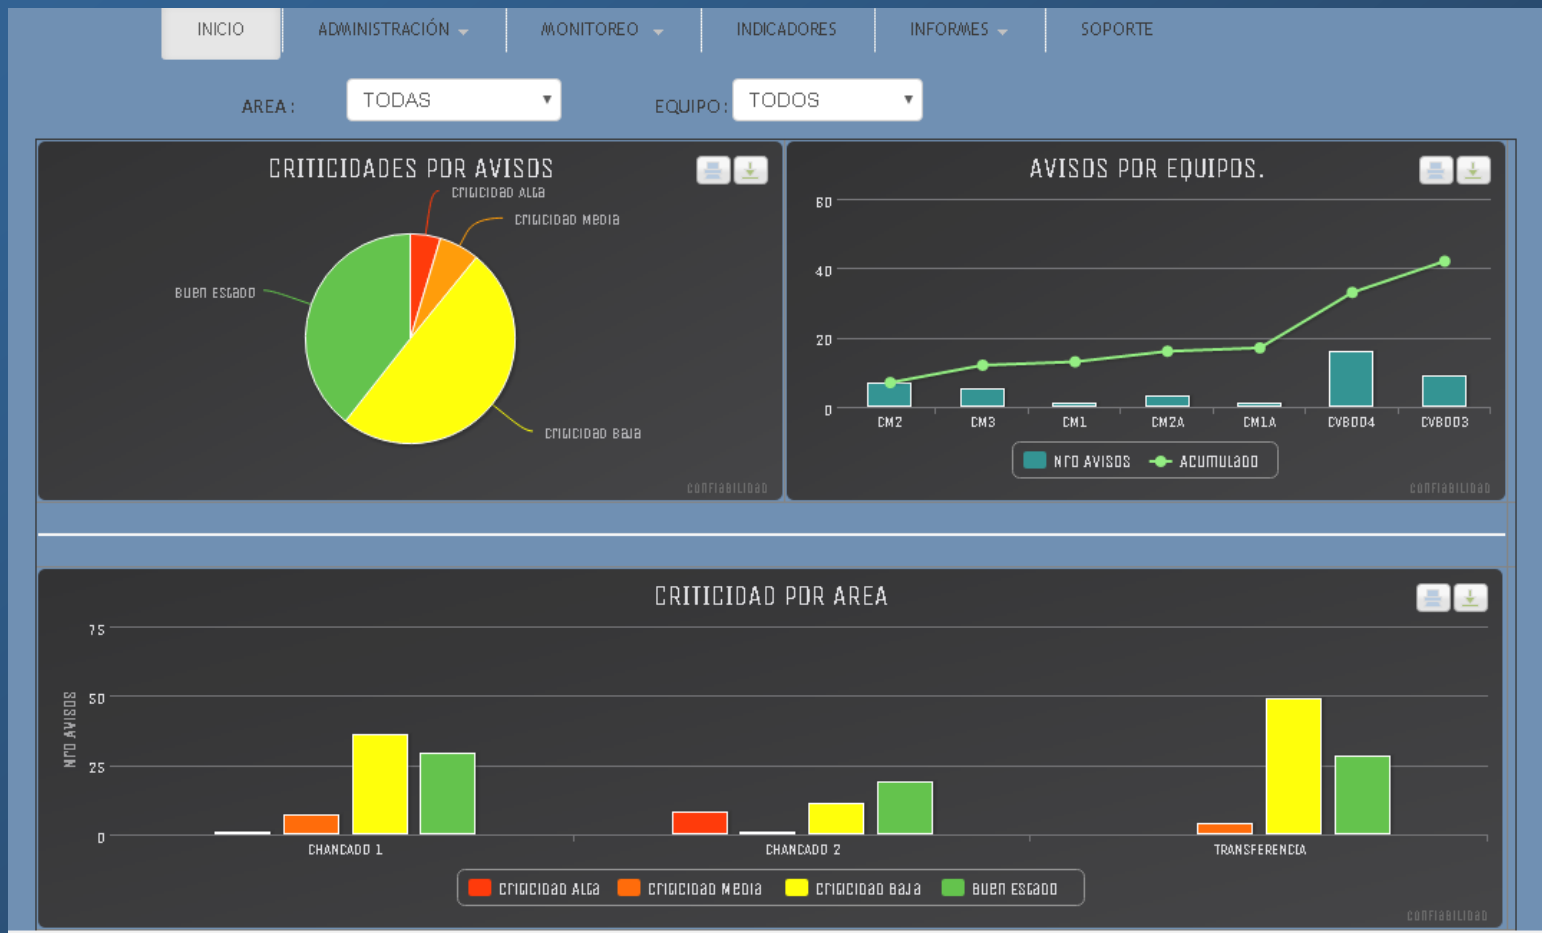 INICIO ADMINISTRACIÓN MONITOREO INDICADORES INFORMES SOPORTE
AREA : TODAS EQUIPO : TODOS
CRITICIDADES POR AVISOS
Criticidad Alta
Criticidad Media
Buen Estado
Criticidad Baja
Confiabilidad
AVISOS POR EQUIPOS.
60
40
20
0
CM2 CM3 CM1 CM2A CM1A CVB004 CVB003
Nro Avisos Acumulado
Confiabilidad
CRITICIDAD POR AREA
Nro Avisos
75
50
25
0
CHANCADO 1 CHANCADO 2 TRANSFERENCIA
Criticidad Alta Criticidad Media Criticidad Baja Buen Estado
Confiabilidad